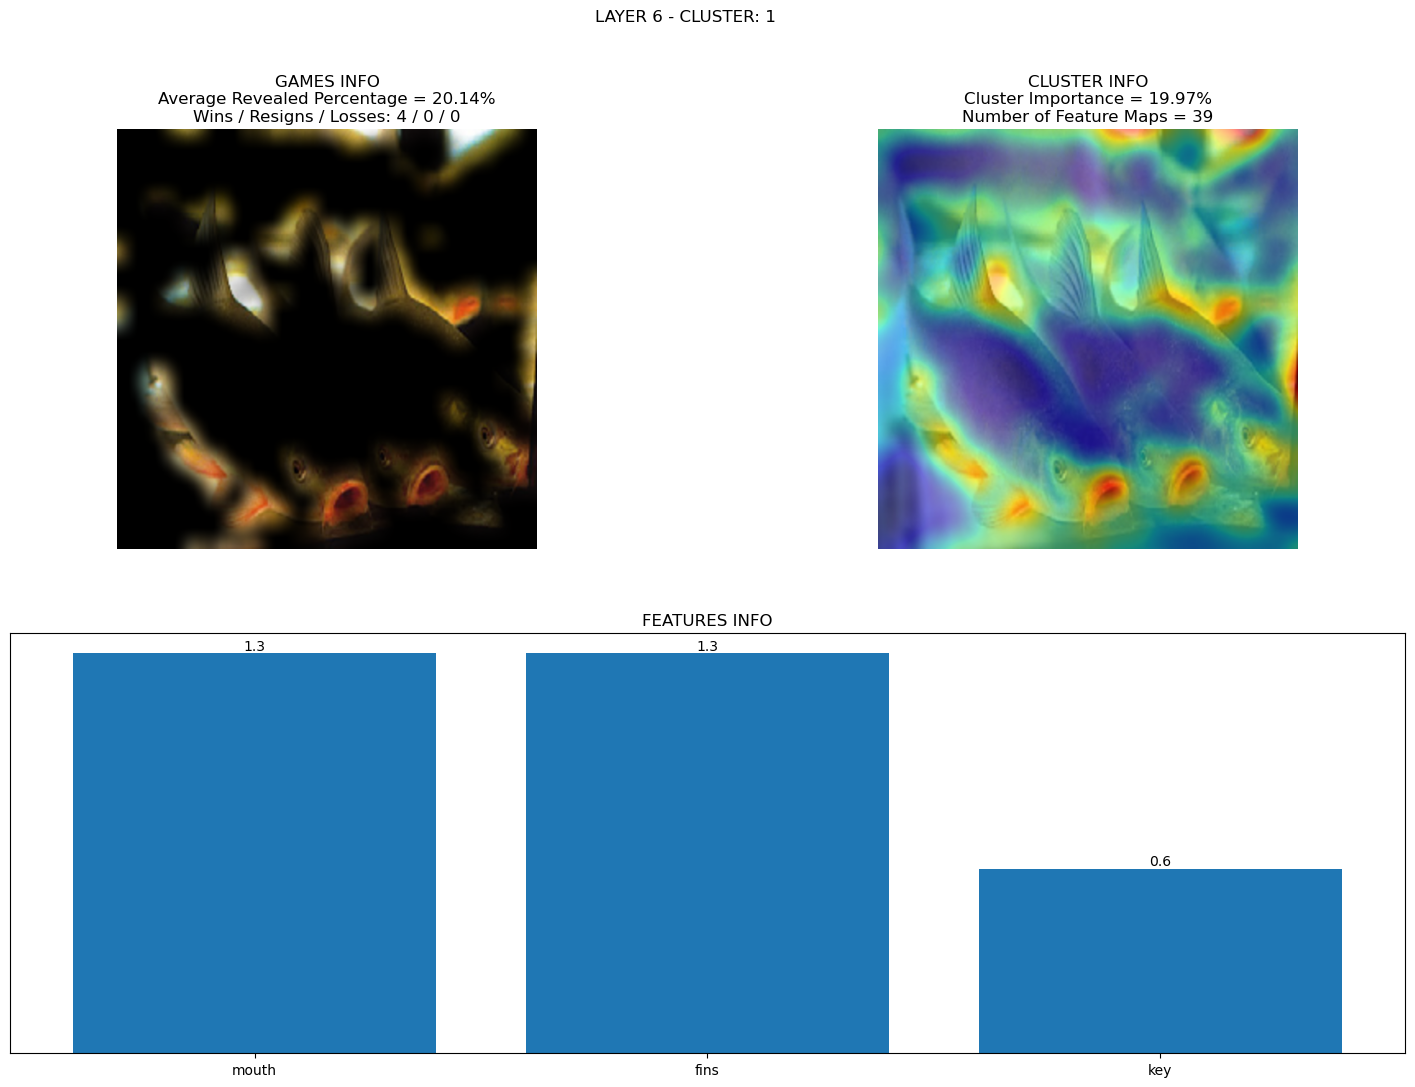 LAYER 6 - CLUSTER: 1
GAMES INFO
Average Revealed Percentage = 20.14%
Wins / Resigns / Losses: 4 / 0 / 0
CLUSTER INFO
Cluster Importance = 19.97%
Number of Feature Maps = 39
FEATURES INFO
1.3
1.3
0.6
mouth
fins
key